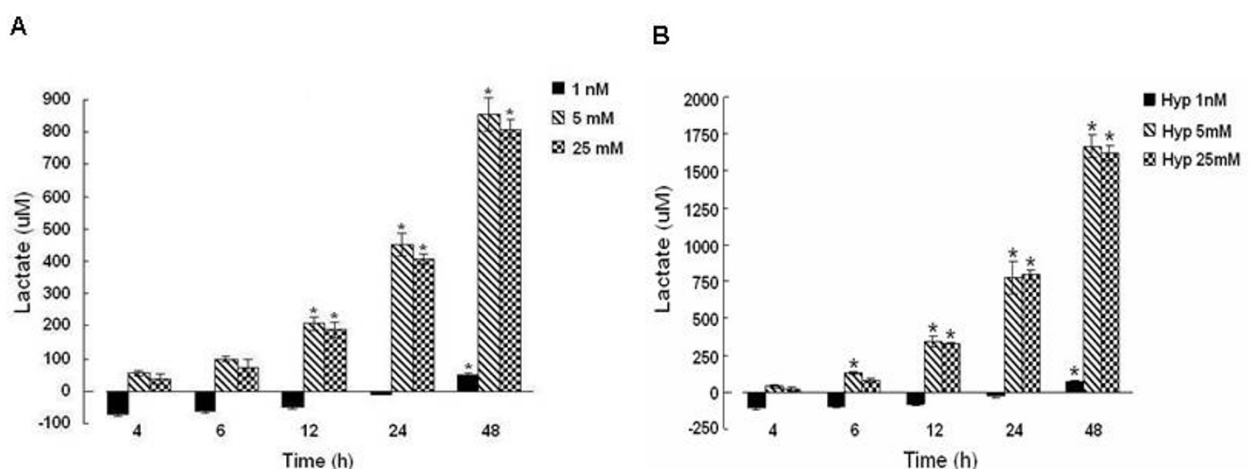 A
900
800
700
600
500
400
300
200
100
0
-100
Lactate (uM)
4 6 12 24 48
Time (h)
1 nM
5 mM
25 mM
* * * * * * *
B
2000
1750
1500
1250
1000
750
500
250
0
-250
Lactate (uM)
4 6 12 24 48
Time (h)
Hyp 1nM
Hyp 5mM
Hyp 25mM
* * * * * * * *